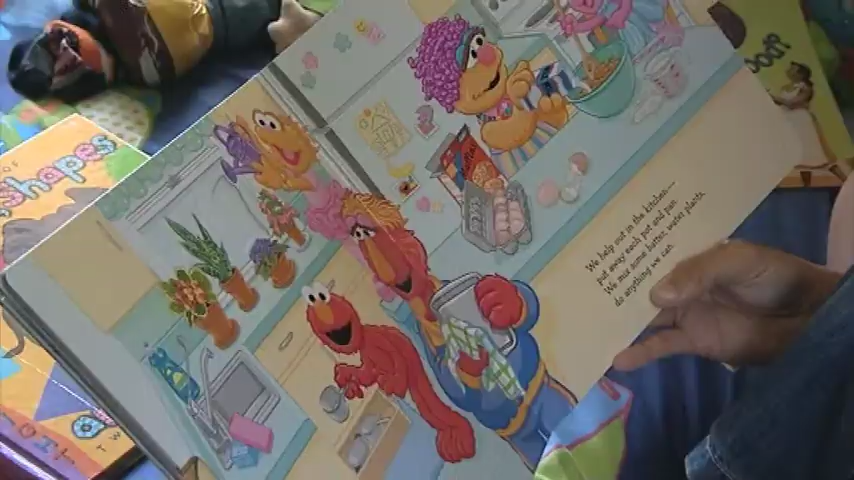 We help out in the kitchen—
put away each pot and pan.
We mix some batter, water plants,
do anything we can.
shapes